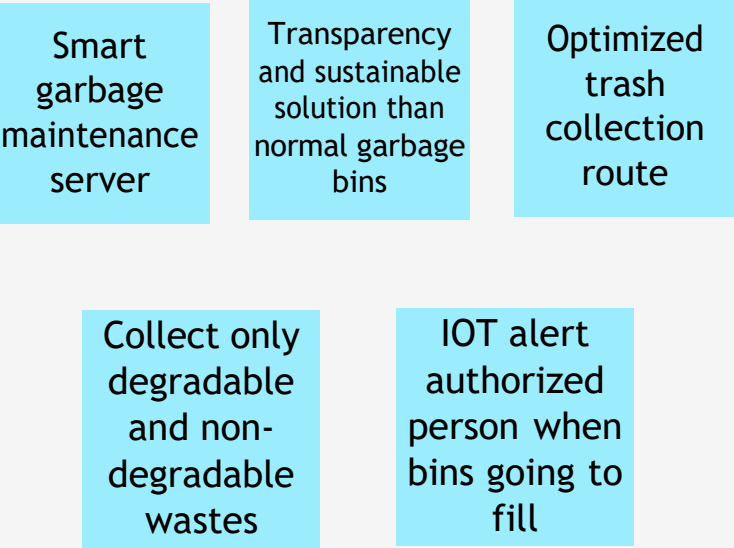 Smart
garbage
maintenance
server
Transparency
and sustainable
solution than
normal garbage
bins
Optimized
trash
collection
route
Collect only
degradable
and non-
degradable
wastes
IOT alert
authorized
person when
bins going to
fill